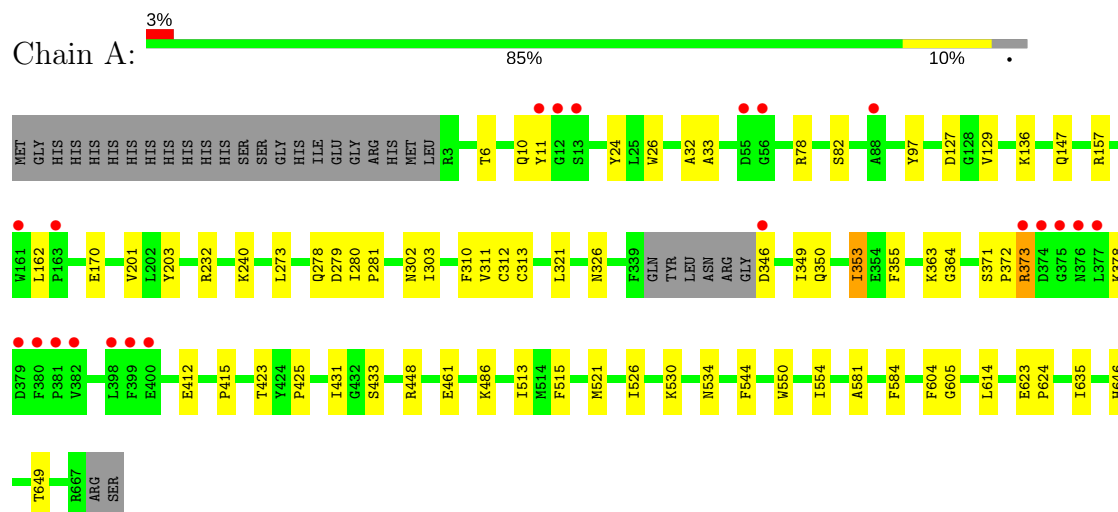 3%
Chain A:
85% 10% •
MET GLY HIS HIS HIS HIS HIS HIS HIS HIS HIS HIS SER SER GLY HIS ILE GLU GLY ARG HIS MET LEU R3 T6 Q10 Y11 G12 S13 Y24 L25 W26 A32 A33 D55 G56 R78 S82 A88 Y97 D127 G128 V129 K136 Q147 R157
W161 L162 P163 E170 V201 L202 Y203 R232 K240 L273 Q278 D279 I280 P281 N302 I303 F310 V311 C312 C313 L321 N326 F339 GLN TYR LEU ASN ARG GLY D346 I349 Q350 I353 E354 F355 K363 G364 S371 P372 R373 D374 G375 N376 L377 K378
D379 F380 P381 V382 L398 F399 E400 E412 P415 T423 Y424 P425 I431 G432 S433 R448 E461 K486 I513 M514 F515 M521 I526 K530 N534 F544 W550 I554 A581 F584 F604 G605 L614 E623 P624 I635 H646
T649 R667 ARG SER